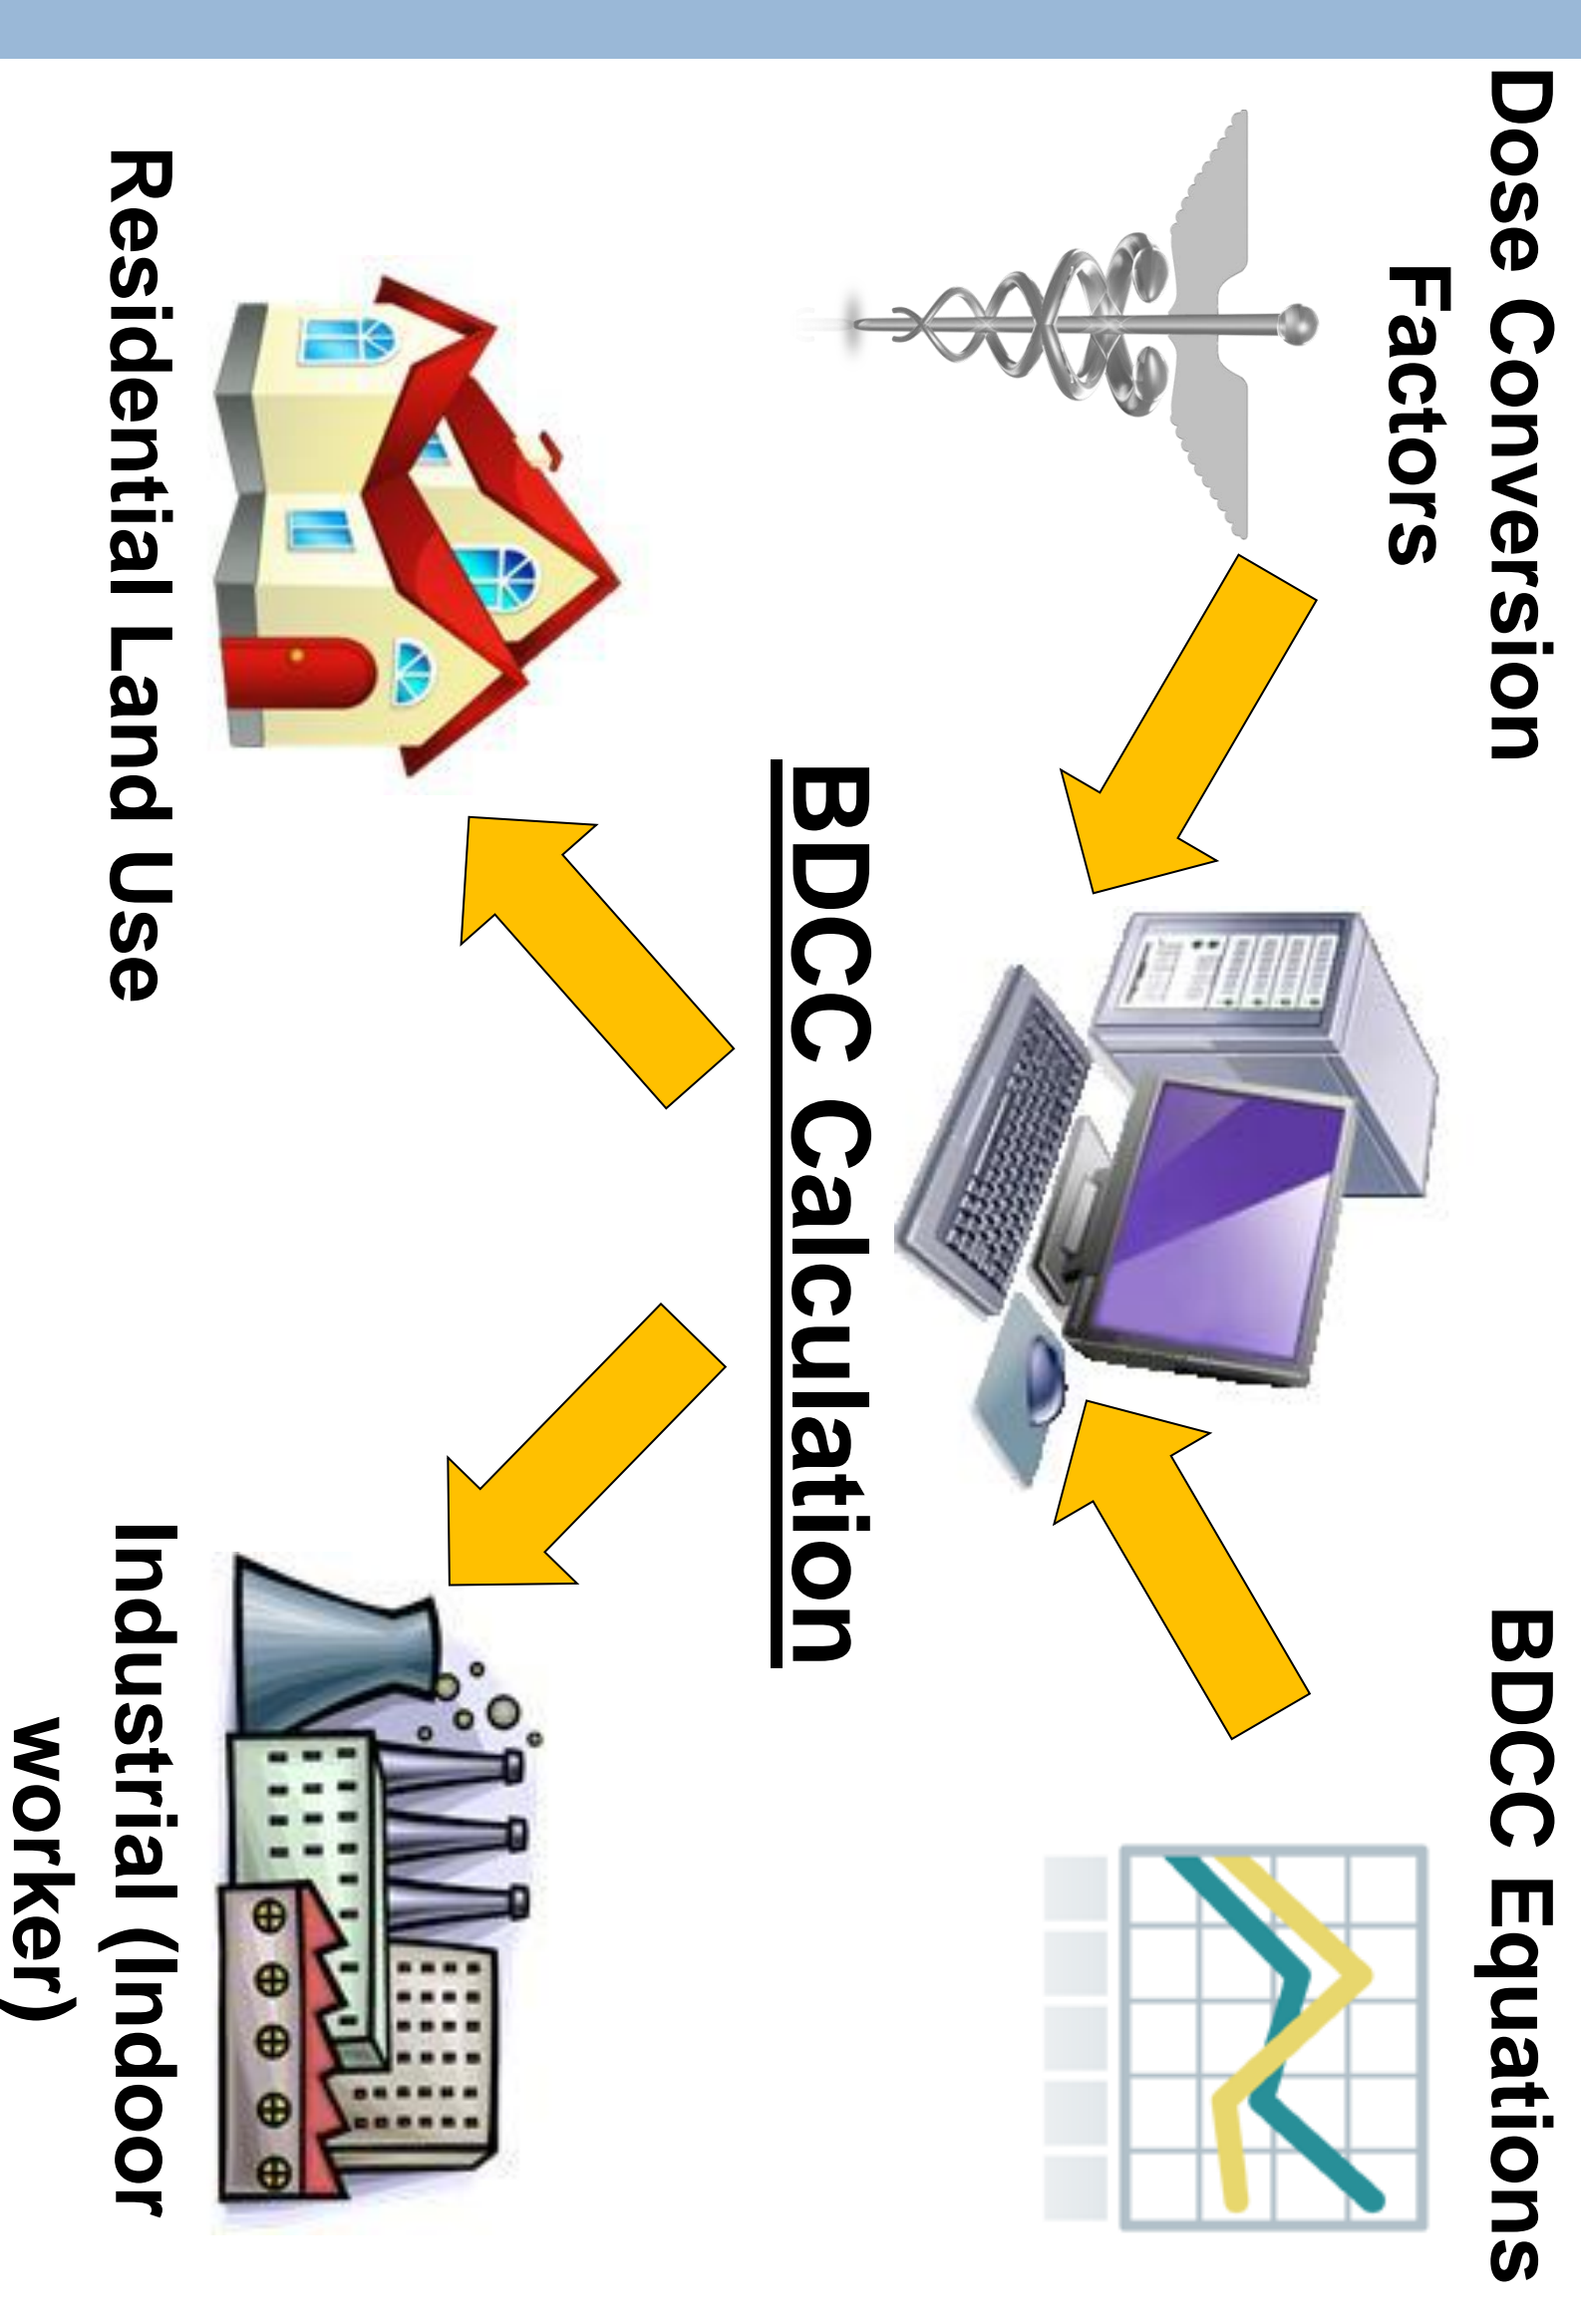 Dose Conversion
Factors
BDCC Equations
BDCC Calculation
Residential Land Use
Industrial (Indoor
worker)